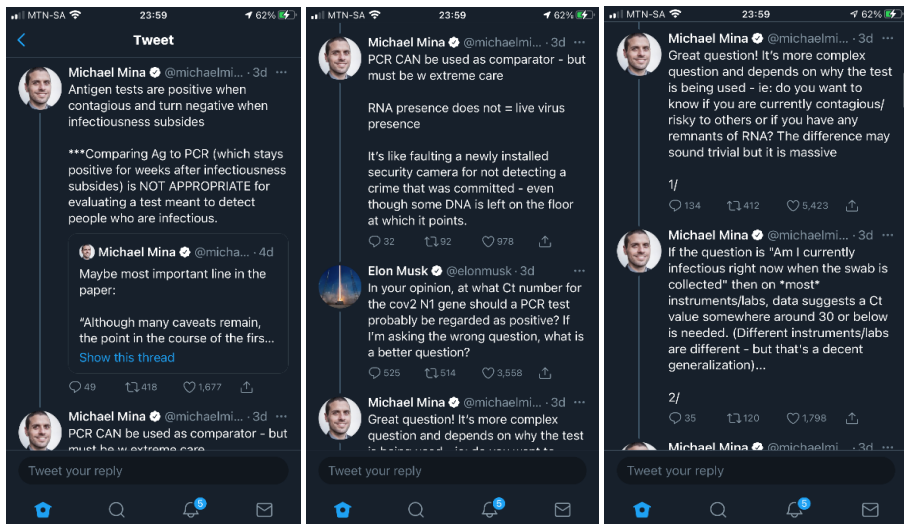 MTN-SA 23:59 62%
Tweet
Michael Mina @michaelmi... · 3d ···
Antigen tests are positive when
contagious and turn negative when
infectiousness subsides
***Comparing Ag to PCR (which stays
positive for weeks after infectiousness
subsides) is NOT APPROPRIATE for
evaluating a test meant to detect
people who are infectious.
Michael Mina @micha... · 4d
Maybe most important line in the
paper:
“Although many caveats remain,
the point in the course of the firs...
Show this thread
49 418 1,677
Michael Mina @michaelmi... · 3d ···
PCR CAN be used as comparator - but
must be w extreme care
Tweet your reply
5
MTN-SA 23:59 62%
Michael Mina @michaelmi... · 3d ···
PCR CAN be used as comparator - but
must be w extreme care
RNA presence does not = live virus
presence
It’s like faulting a newly installed
security camera for not detecting a
crime that was committed - even
though some DNA is left on the floor
at which it points.
32 92 978
Elon Musk @elonmusk · 3d ···
In your opinion, at what Ct number for
the cov2 N1 gene should a PCR test
probably be regarded as positive? If
I’m asking the wrong question, what is
a better question?
525 514 3,558
Michael Mina @michaelmi... · 3d ···
Great question! It’s more complex
question and depends on why the test
is being used - ie: do you want to
Tweet your reply
5
MTN-SA 23:59 62%
Michael Mina @michaelmi... · 3d ···
Great question! It’s more complex
question and depends on why the test
is being used - ie: do you want to
know if you are currently contagious/
risky to others or if you have any
remnants of RNA? The difference may
sound trivial but it is massive
1/
134 412 5,423
Michael Mina @michaelmi... · 3d ···
If the question is "Am I currently
infectious right now when the swab is
collected" then on *most*
instruments/labs, data suggests a Ct
value somewhere around 30 or below
is needed. (Different instruments/labs
are different - but that's a decent
generalization)...
2/
35 120 1,798
Michael Mina @michaelmi... · 3d ···
Tweet your reply
5